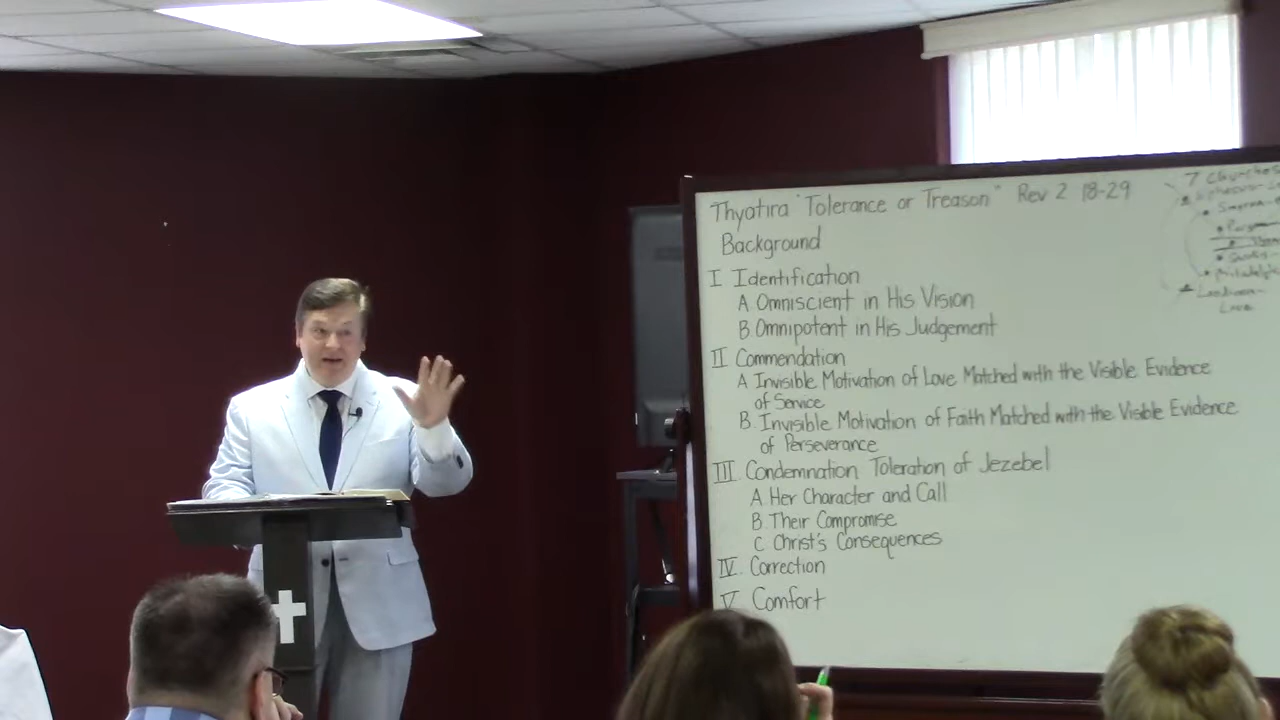 Thyatira "Tolerance or Treason" Rev 2 18-29
Background
I Identification
A. Omniscient in His Vision
B. Omnipotent in His Judgement
II Commendation
A Invisible Motivation of Love Matched with the Visible Evidence
of Service
B. Invisible Motivation of Faith Matched with the Visible Evidence
of Perseverance
III. Condemnation Toleration of Jezebel
A. Her Character and Call
B. Their Compromise
C. Christ's Consequences
IV. Correction
V. Comfort
7 Churches
Smyrna
Love